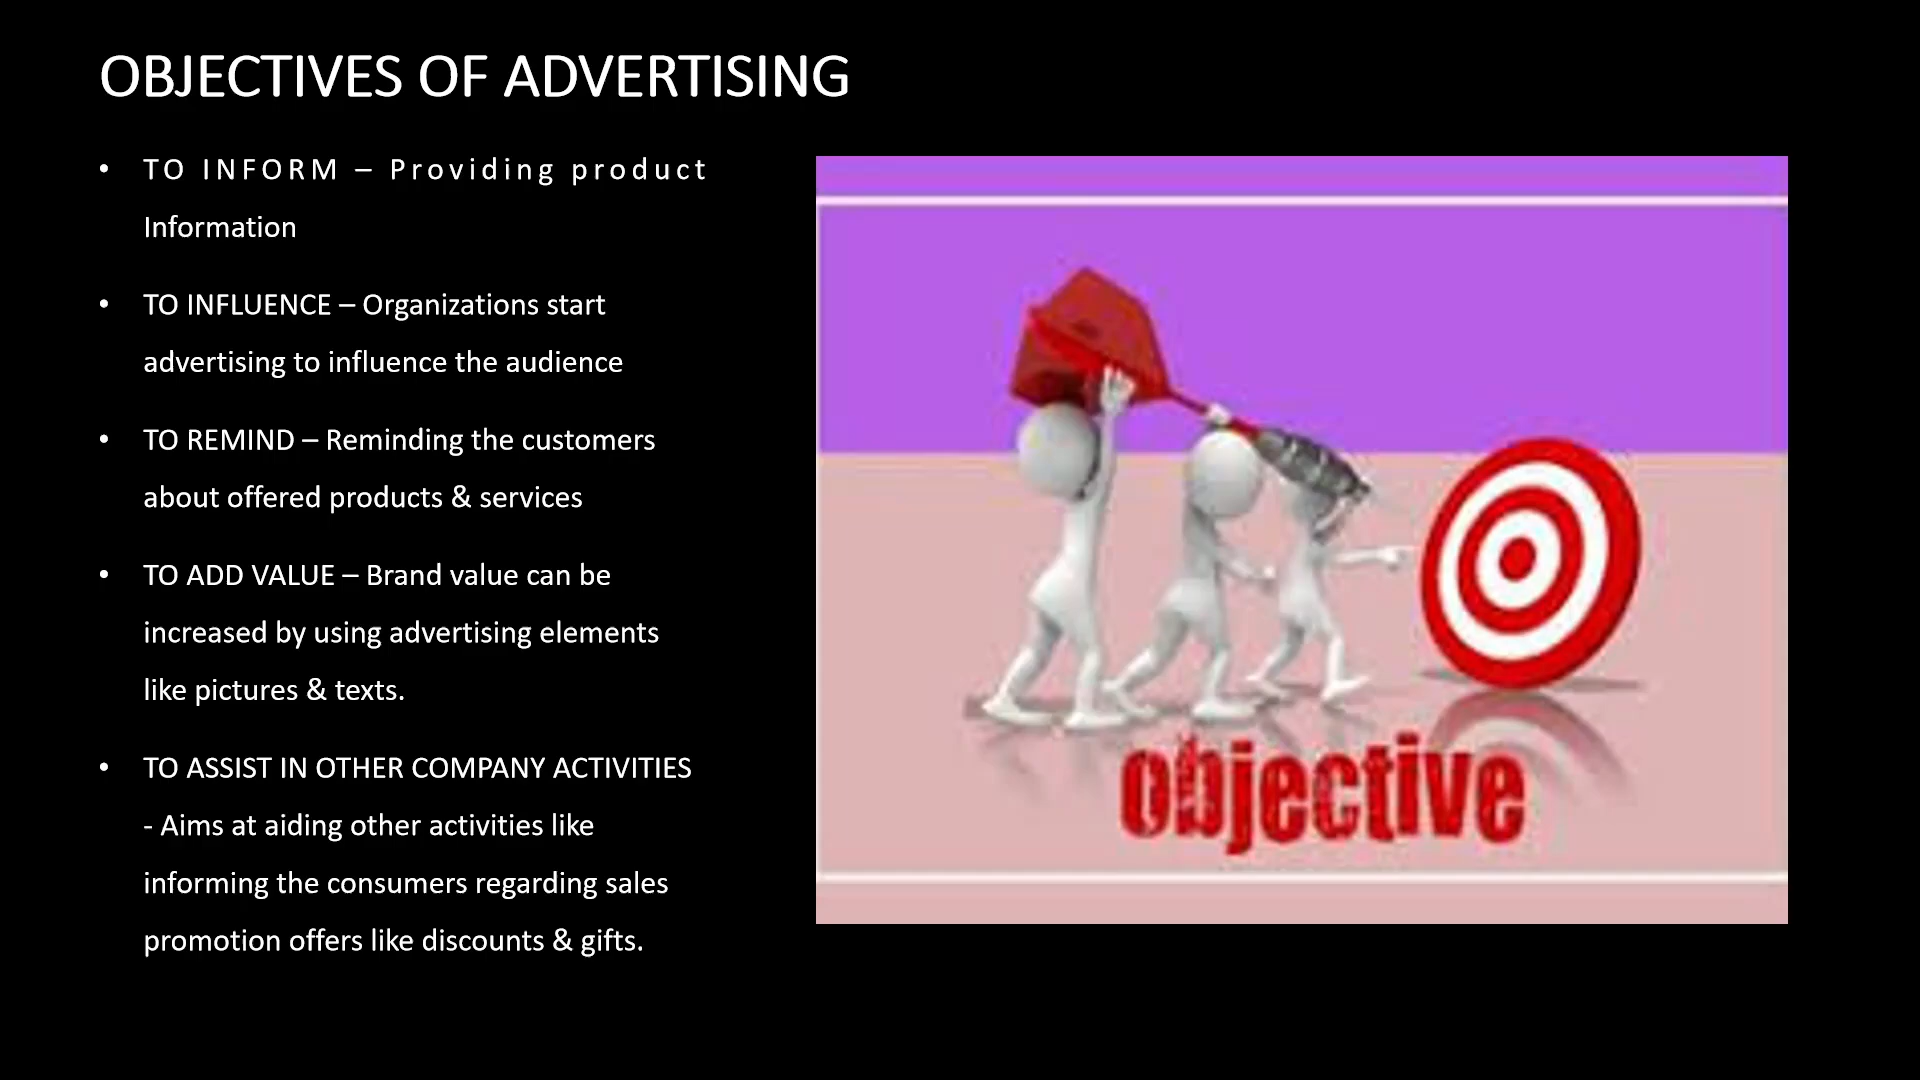 OBJECTIVES OF ADVERTISING
• TO INFORM – Providing product
Information
• TO INFLUENCE – Organizations start
advertising to influence the audience
• TO REMIND – Reminding the customers
about offered products & services
• TO ADD VALUE – Brand value can be
increased by using advertising elements
like pictures & texts.
• TO ASSIST IN OTHER COMPANY ACTIVITIES
- Aims at aiding other activities like
informing the consumers regarding sales
promotion offers like discounts & gifts.
objective